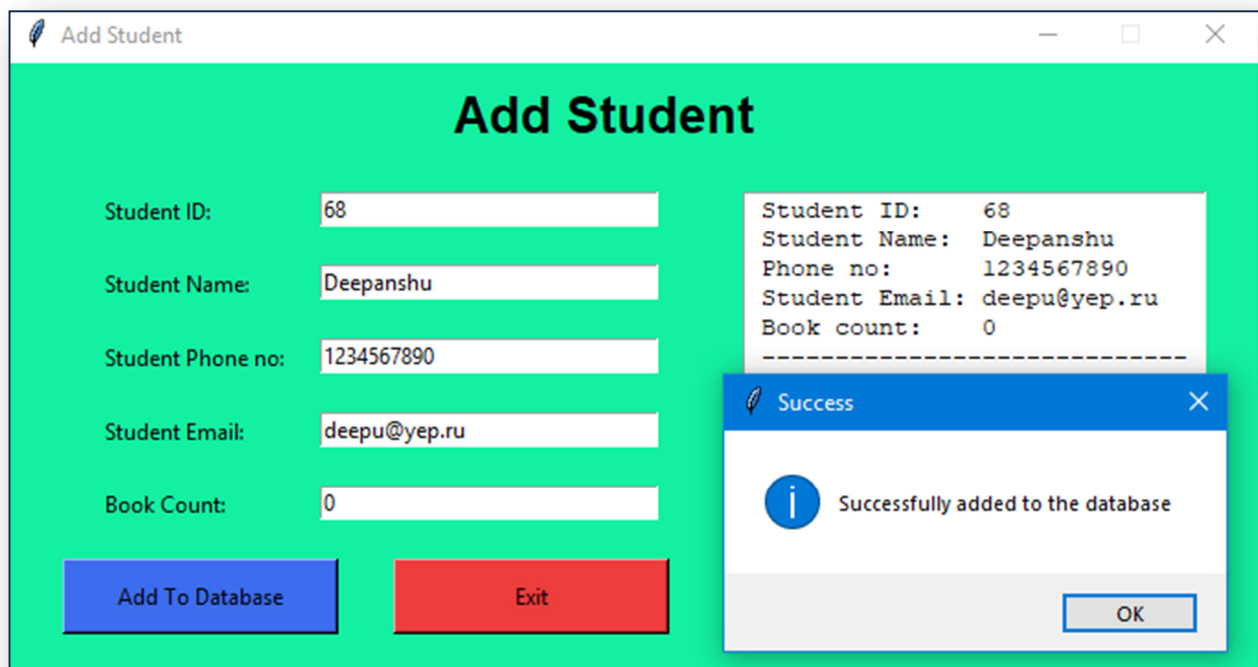 Add Student
Add Student
Student ID: 68
Student Name: Deepanshu
Student Phone no: 1234567890
Student Email: deepu@yep.ru
Book Count: 0
Add To Database
Exit
Student ID: 68
Student Name: Deepanshu
Phone no: 1234567890
Student Email: deepu@yep.ru
Book count: 0
-----------------------------
Success
Successfully added to the database
OK